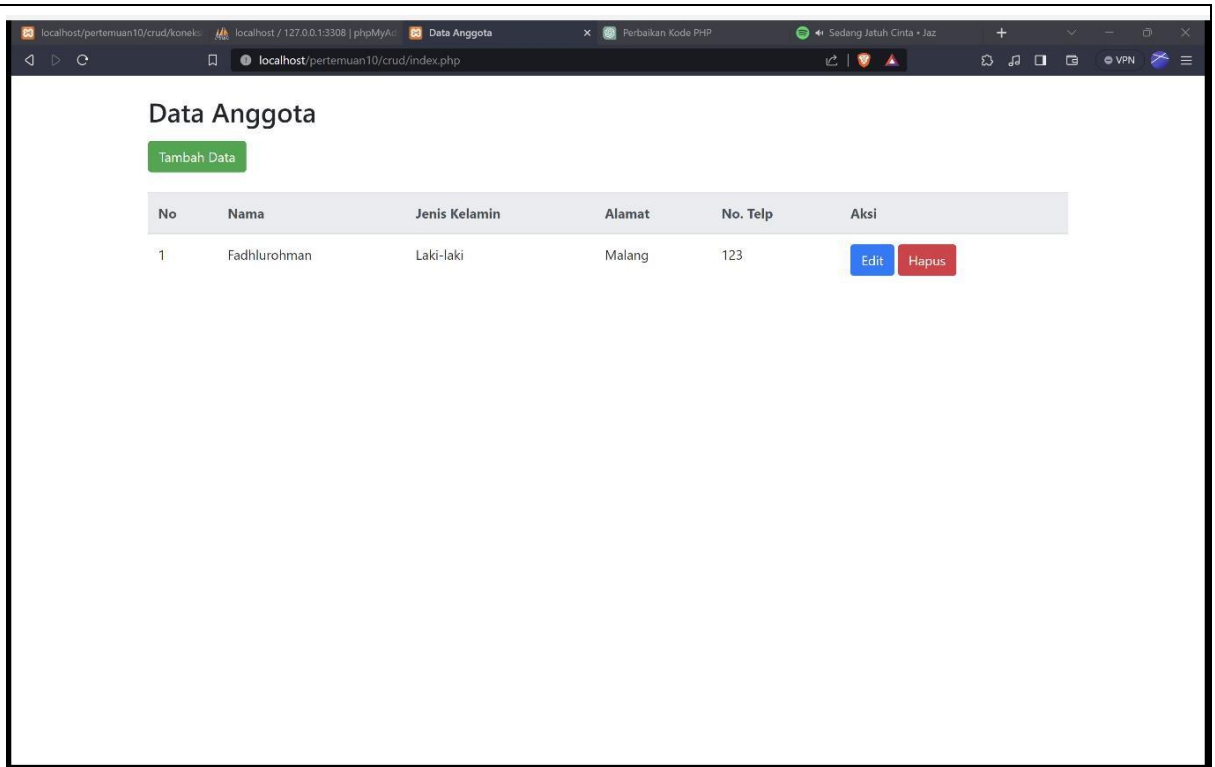 localhost/pertemuan10/crud/koneks
localhost / 127.0.0.1:3308 | phpMyAd
Data Anggota
Perbaikan Kode PHP
Sedang Jatuh Cinta • Jaz
localhost/pertemuan10/crud/index.php
VPN
Data Anggota
Tambah Data
No Nama Jenis Kelamin Alamat No. Telp Aksi
1 Fadhlurohman Laki-laki Malang 123 Edit Hapus